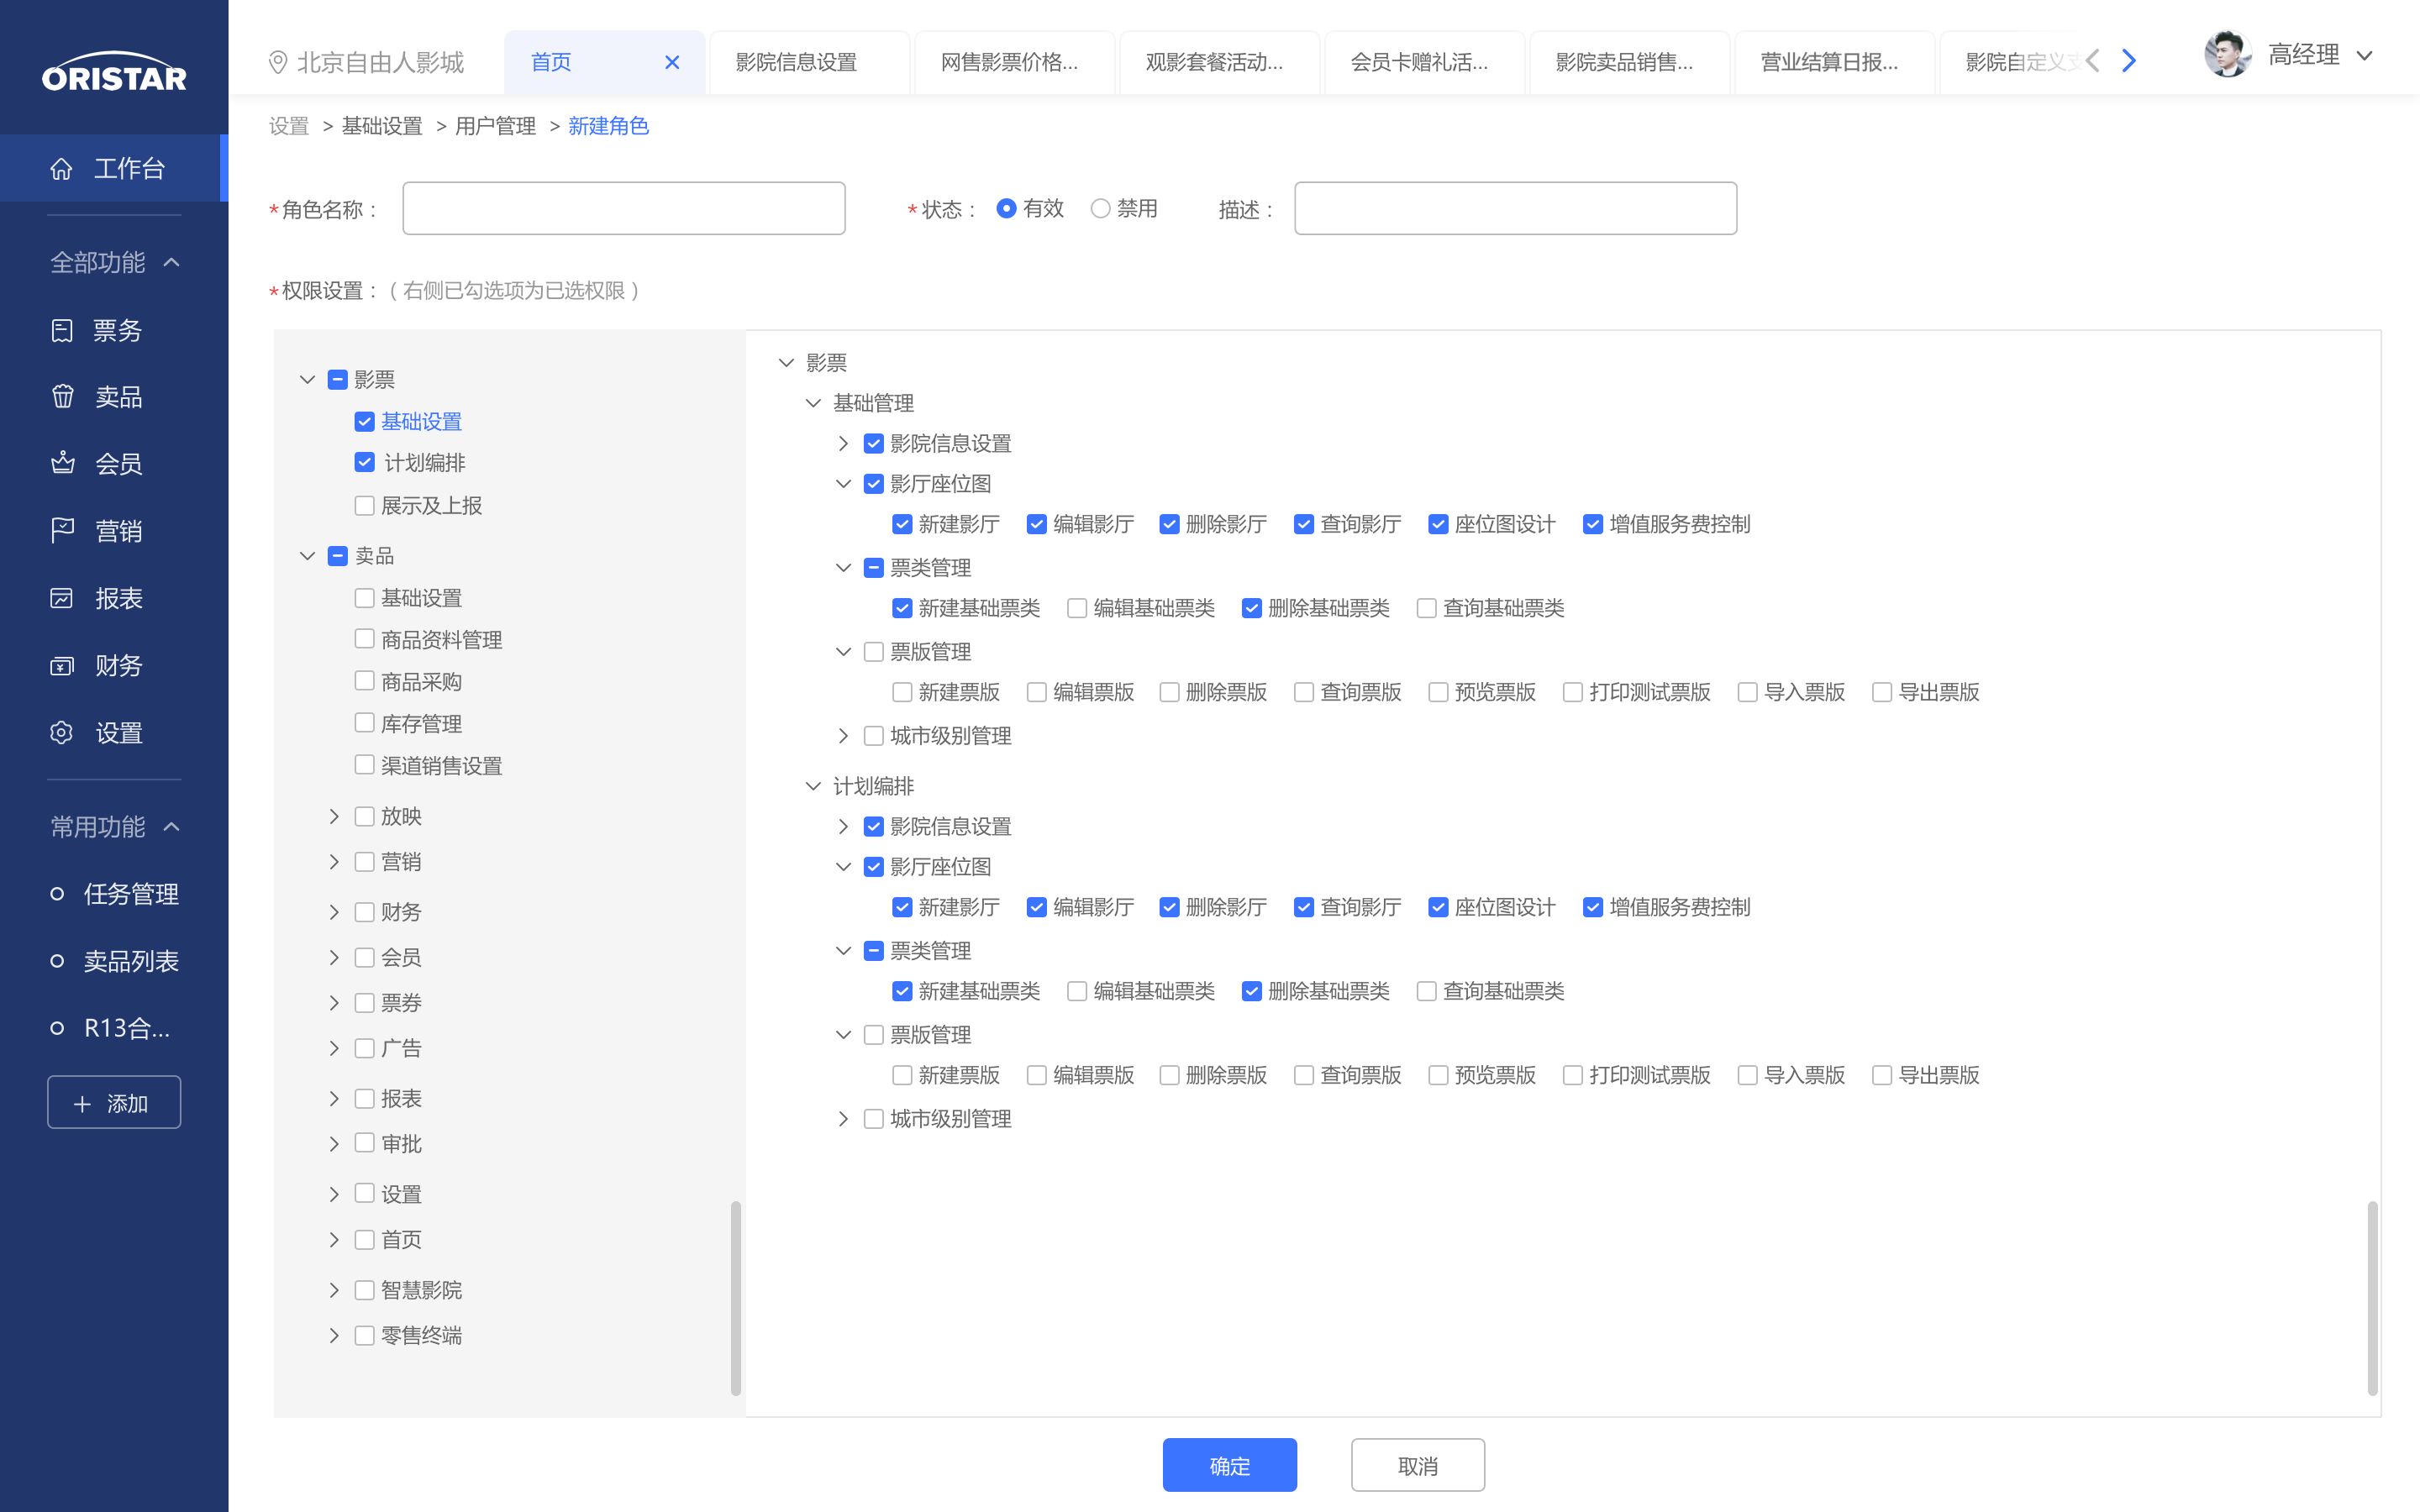 ORISTAR
北京自由人影城
首页
影院信息设置
网售影票价格...
观影套餐活动...
会员卡赠礼活...
影院卖品销售...
营业结算日报...
影院自定义支
高经理
设置 > 基础设置 > 用户管理 > 新建角色
工作台
全部功能
票务
卖品
会员
营销
报表
财务
设置
常用功能
任务管理
卖品列表
R13合...
添加
*角色名称：
*状态： 有效 禁用
描述：
*权限设置：（右侧已勾选项为已选权限）
影票
基础设置
计划编排
展示及上报
卖品
基础设置
商品资料管理
商品采购
库存管理
渠道销售设置
放映
营销
财务
会员
票券
广告
报表
审批
设置
首页
智慧影院
零售终端
影票
基础管理
影院信息设置
影厅座位图
新建影厅 编辑影厅 删除影厅 查询影厅 座位图设计 增值服务费控制
票类管理
新建基础票类 编辑基础票类 删除基础票类 查询基础票类
票版管理
新建票版 编辑票版 删除票版 查询票版 预览票版 打印测试票版 导入票版 导出票版
城市级别管理
计划编排
影院信息设置
影厅座位图
新建影厅 编辑影厅 删除影厅 查询影厅 座位图设计 增值服务费控制
票类管理
新建基础票类 编辑基础票类 删除基础票类 查询基础票类
票版管理
新建票版 编辑票版 删除票版 查询票版 预览票版 打印测试票版 导入票版 导出票版
城市级别管理
确定
取消